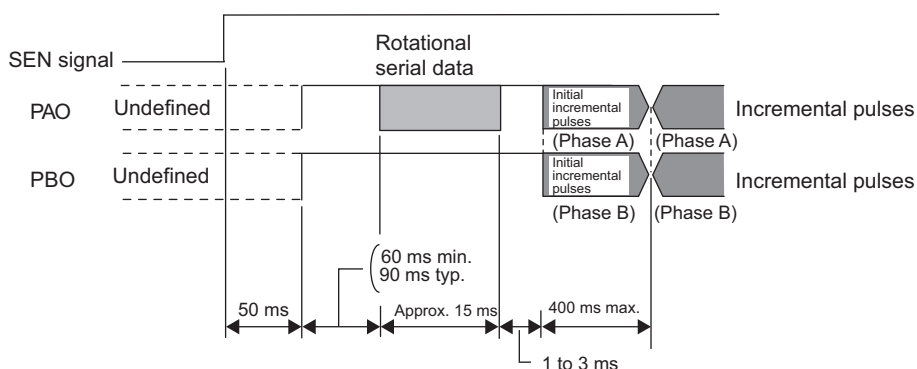 SEN signal
Rotational
serial data
PAO
Undefined
Initial
incremental
pulses
Incremental pulses
(Phase A)
(Phase A)
PBO
Undefined
Initial
incremental
pulses
Incremental pulses
(Phase B)
(Phase B)
60 ms min.
90 ms typ.
50 ms
Approx. 15 ms
400 ms max.
1 to 3 ms